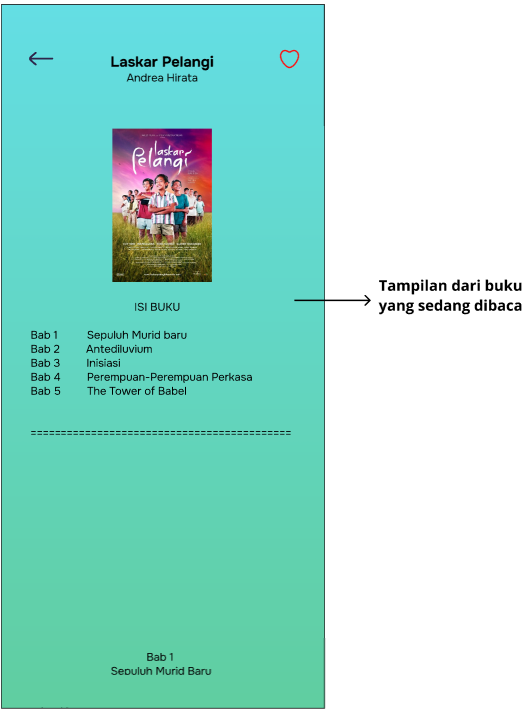 Laskar Pelangi
Andrea Hirata
laskar
pelangi
ISI BUKU
Tampilan dari buku
yang sedang dibaca
Bab 1 Sepuluh Murid baru
Bab 2 Antediluvium
Bab 3 Inisiasi
Bab 4 Perempuan-Perempuan Perkasa
Bab 5 The Tower of Babel
============================================
Bab 1
Sepuluh Murid Baru